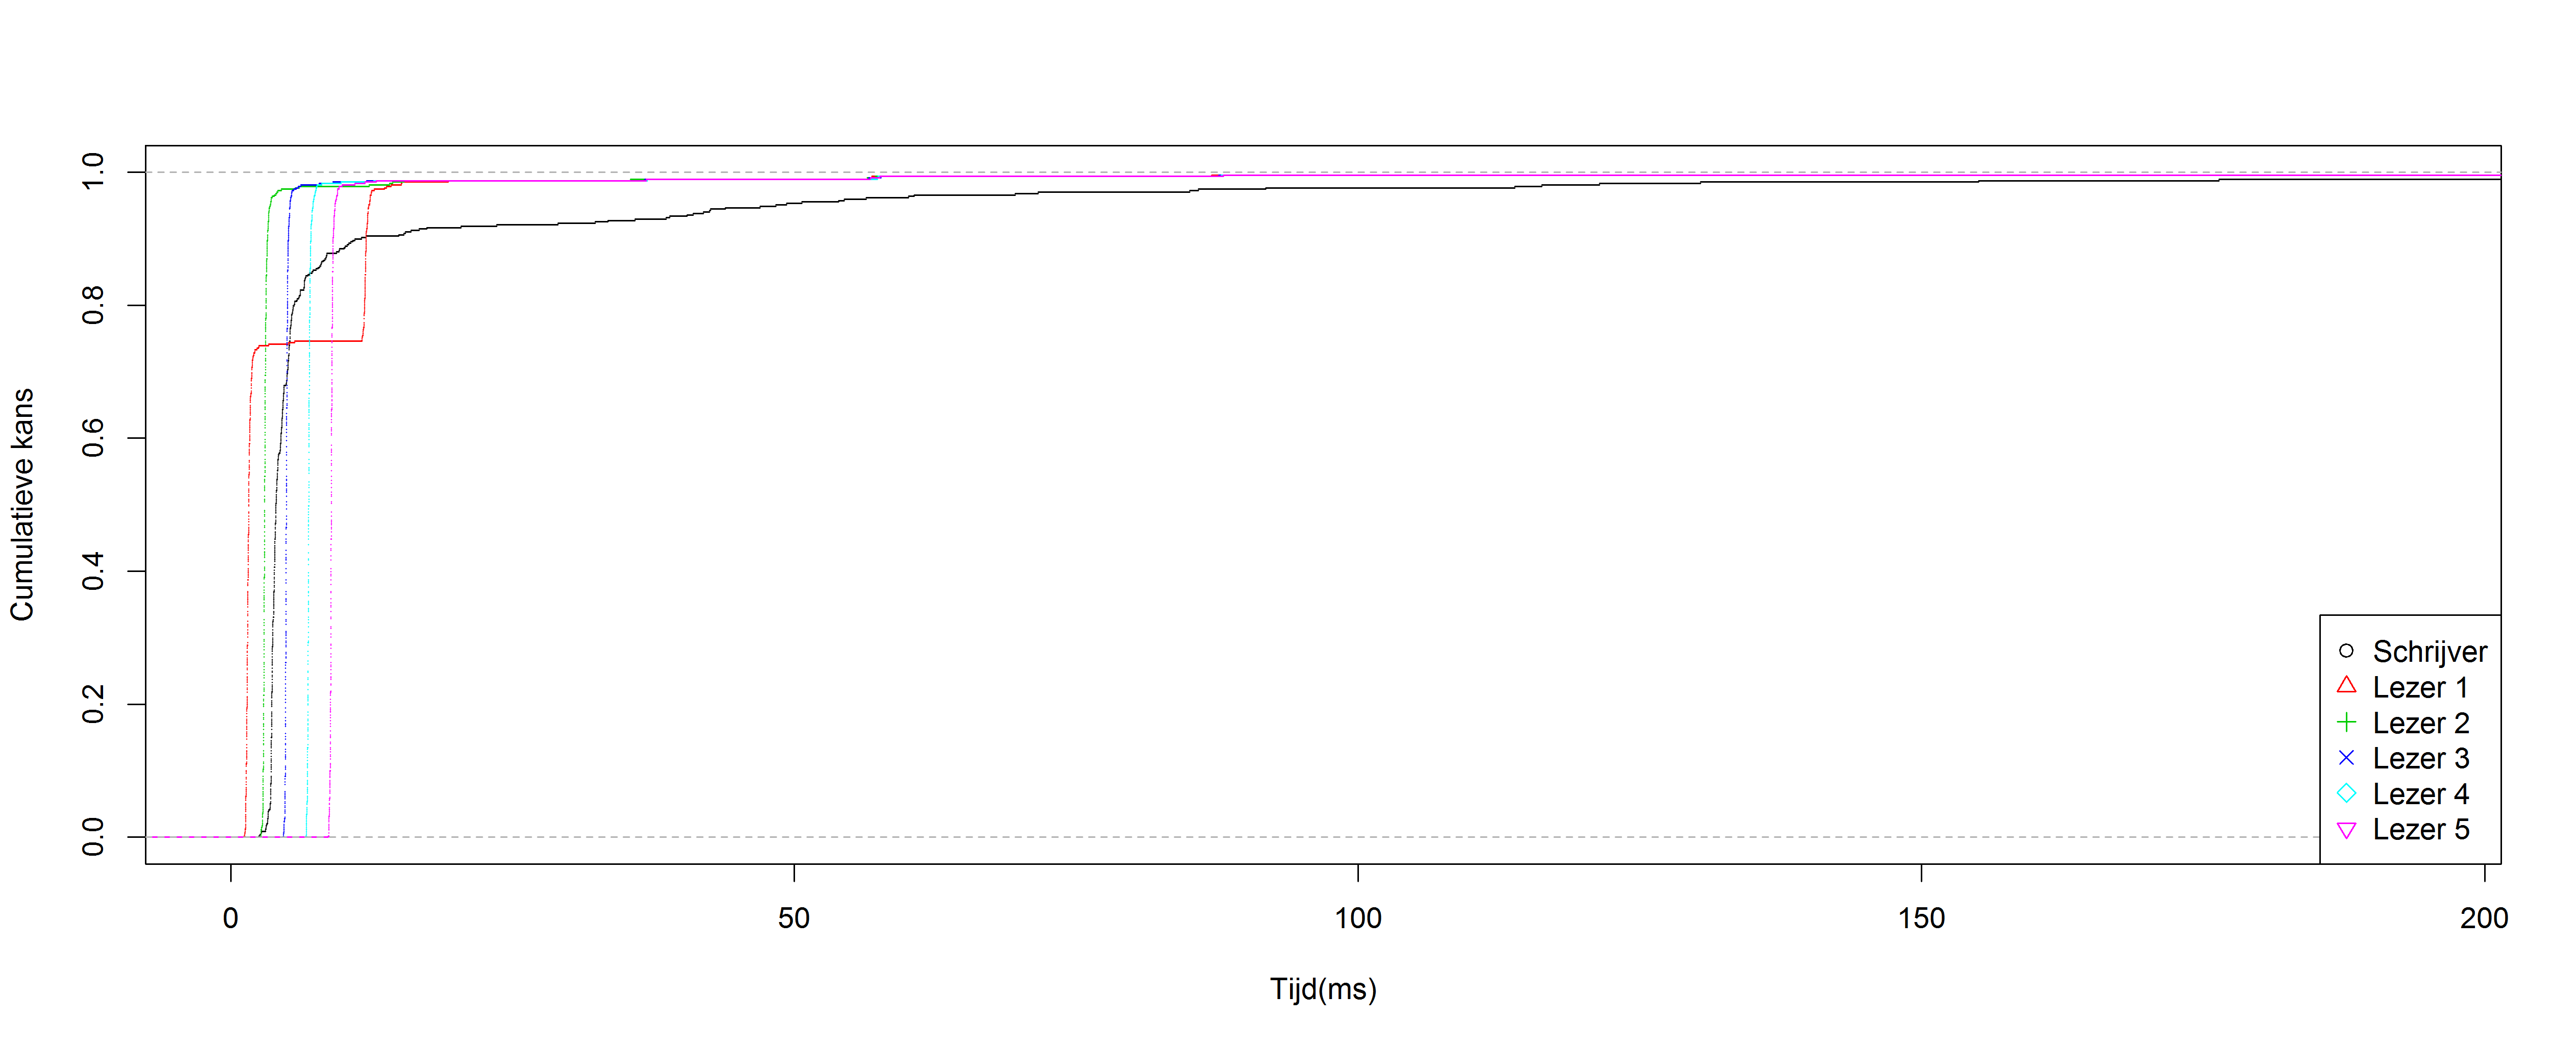 Cumulatieve kans
1.0
0.8
0.6
0.4
0.2
0.0
Schrijver
Lezer 1
Lezer 2
Lezer 3
Lezer 4
Lezer 5
0 50 100 150 200
Tijd(ms)